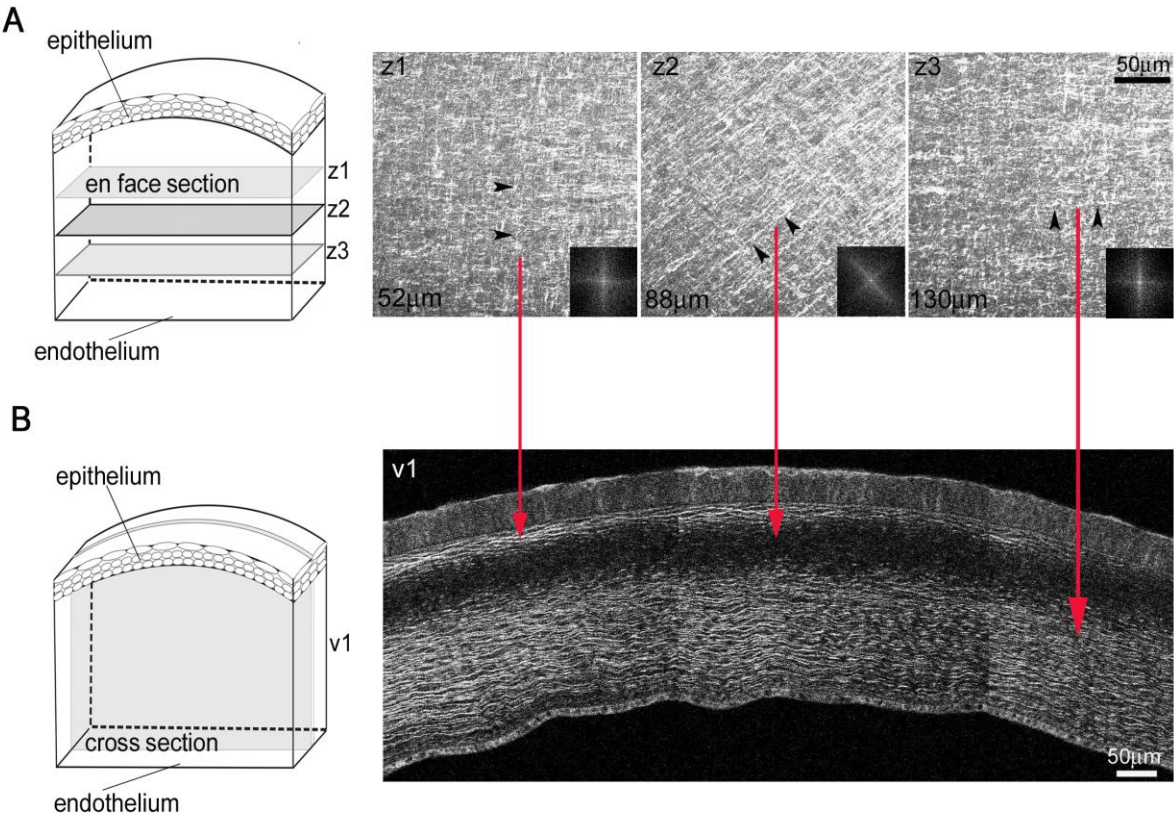 A
epithelium
z1
en face section
z2
z3
endothelium
z1
52μm
z2
88μm
z3
50μm
130μm
B
epithelium
v1
cross section
endothelium
v1
50μm